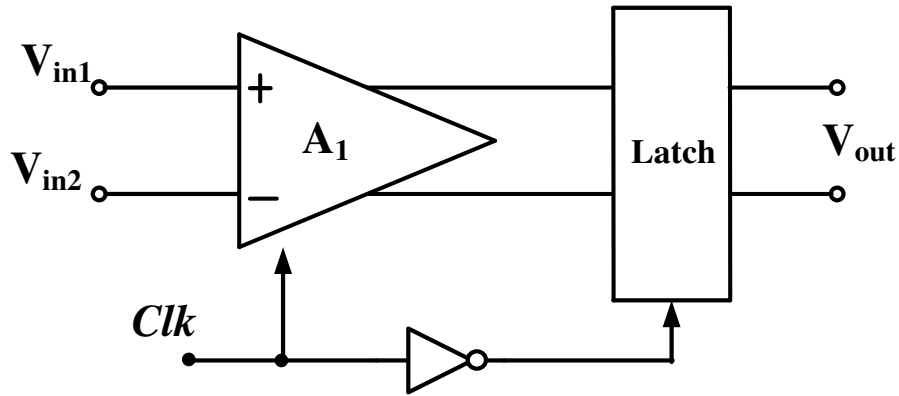 V_in1
+
A_1
−
V_in2
Latch
V_out
Clk